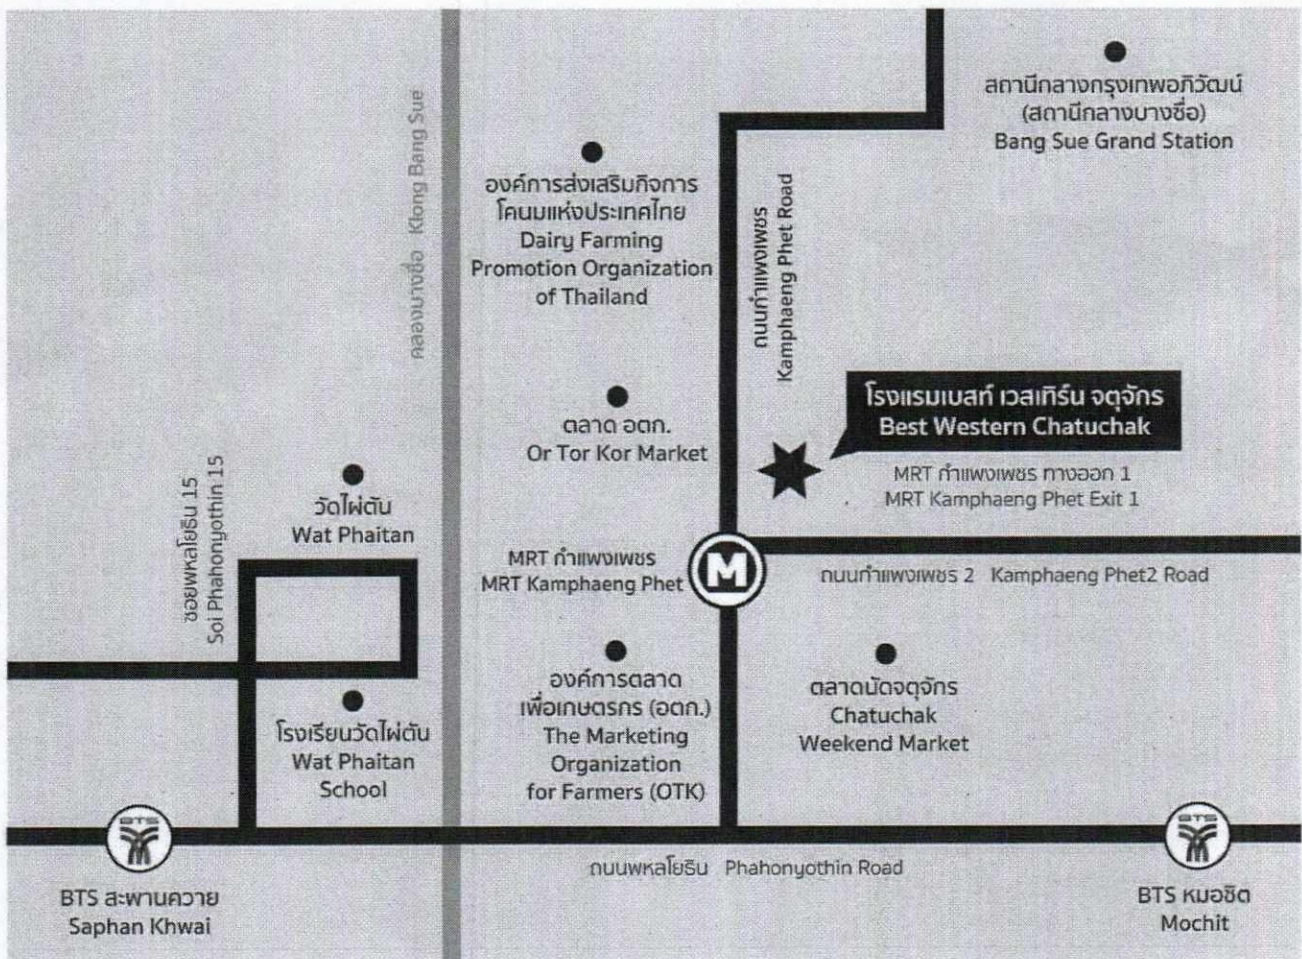 สถานีกลางกรุงเทพอภิวัฒน์
(สถานีกลางบางซื่อ)
Bang Sue Grand Station
คลองบางซื่อ Klong Bang Sue
องค์การส่งเสริมกิจการ
โคนมแห่งประเทศไทย
Dairy Farming
Promotion Organization
of Thailand
ถนนกำแพงเพชร
Kamphaeng Phet Road
โรงแรมเบสท์ เวสเทิร์น จตุจักร
Best Western Chatuchak
MRT กำแพงเพชร ทางออก 1
MRT Kamphaeng Phet Exit 1
ตลาด อตก.
Or Tor Kor Market
ซอยพหลโยธิน 15
Soi Phahonyothin 15
วัดไผ่ตัน
Wat Phaitan
MRT กำแพงเพชร
MRT Kamphaeng Phet
M
ถนนกำแพงเพชร 2 Kamphaeng Phet2 Road
องค์การตลาด
เพื่อเกษตรกร (อตก.)
The Marketing
Organization
for Farmers (OTK)
ตลาดนัดจตุจักร
Chatuchak
Weekend Market
โรงเรียนวัดไผ่ตัน
Wat Phaitan
School
BTS
BTS สะพานควาย
Saphan Khwai
ถนนพหลโยธิน Phahonyothin Road
BTS
BTS หมอชิต
Mochit